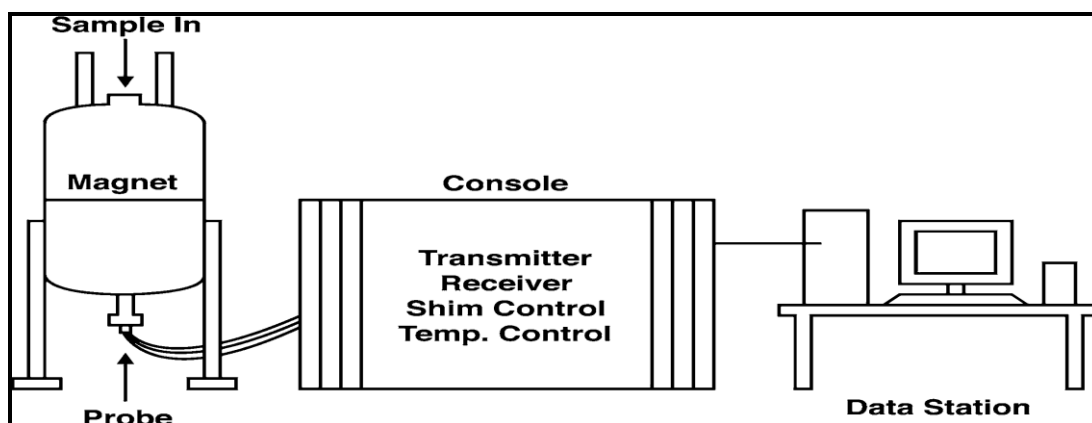 Sample In
Magnet
Probe
Console
Transmitter
Receiver
Shim Control
Temp. Control
Data Station